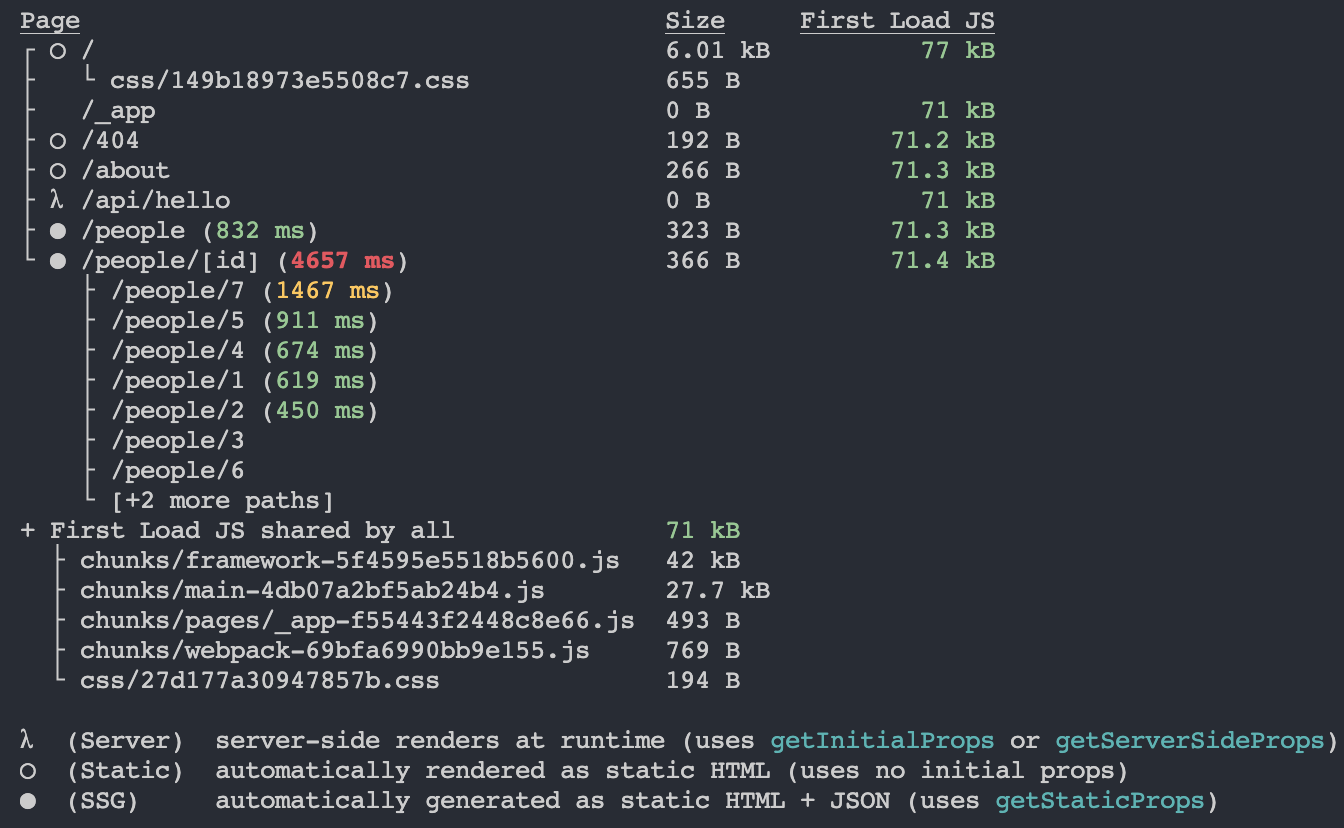 Page Size First Load JS
┌ ○ / 6.01 kB 77 kB
├   └ css/149b18973e5508c7.css 655 B
├   /_app 0 B 71 kB
├ ○ /404 192 B 71.2 kB
├ ○ /about 266 B 71.3 kB
├ λ /api/hello 0 B 71 kB
├ ● /people (832 ms) 323 B 71.3 kB
└ ● /people/[id] (4657 ms) 366 B 71.4 kB
├ /people/7 (1467 ms)
├ /people/5 (911 ms)
├ /people/4 (674 ms)
├ /people/1 (619 ms)
├ /people/2 (450 ms)
├ /people/3
├ /people/6
└ [+2 more paths]
+ First Load JS shared by all 71 kB
├ chunks/framework-5f4595e5518b5600.js 42 kB
├ chunks/main-4db07a2bf5ab24b4.js 27.7 kB
├ chunks/pages/_app-f55443f2448c8e66.js 493 B
├ chunks/webpack-69bfa6990bb9e155.js 769 B
└ css/27d177a30947857b.css 194 B
λ (Server) server-side renders at runtime (uses getInitialProps or getServerSideProps)
○ (Static) automatically rendered as static HTML (uses no initial props)
● (SSG) automatically generated as static HTML + JSON (uses getStaticProps)